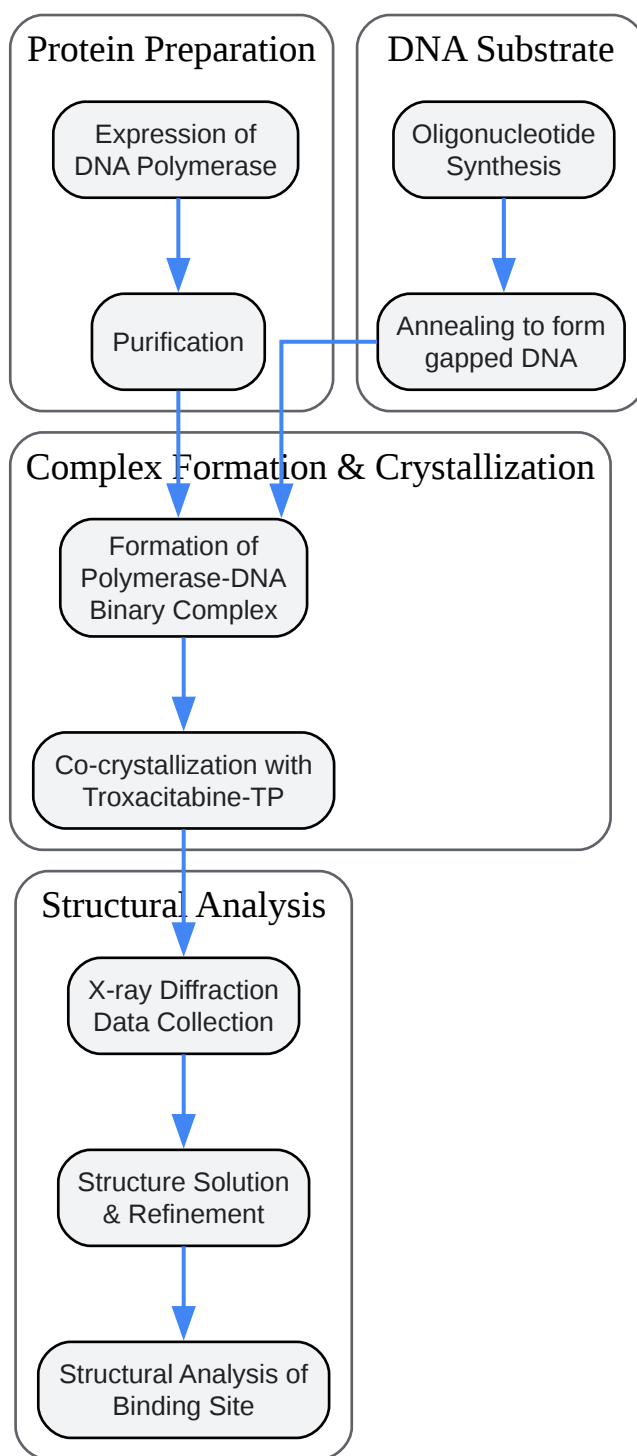 Protein Preparation
Expression of
DNA Polymerase
Purification
DNA Substrate
Oligonucleotide
Synthesis
Annealing to form
gapped DNA
Complex Formation & Crystallization
Formation of
Polymerase-DNA
Binary Complex
Co-crystallization with
Troxacitabine-TP
Structural Analysis
X-ray Diffraction
Data Collection
Structure Solution
& Refinement
Structural Analysis of
Binding Site